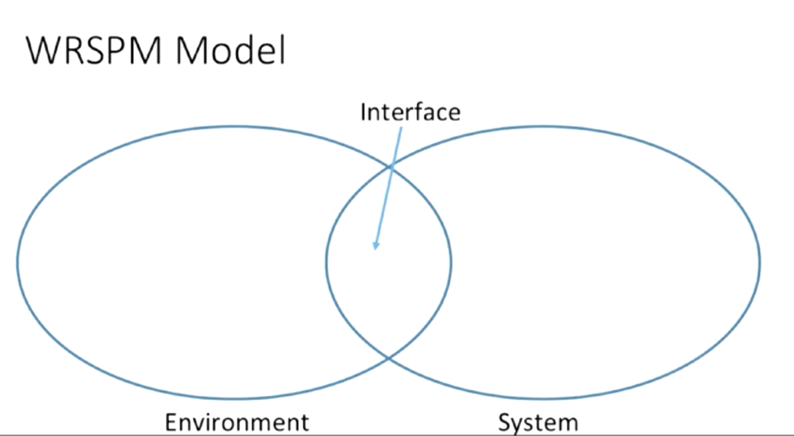 WRSPM Model
Interface
Environment
System